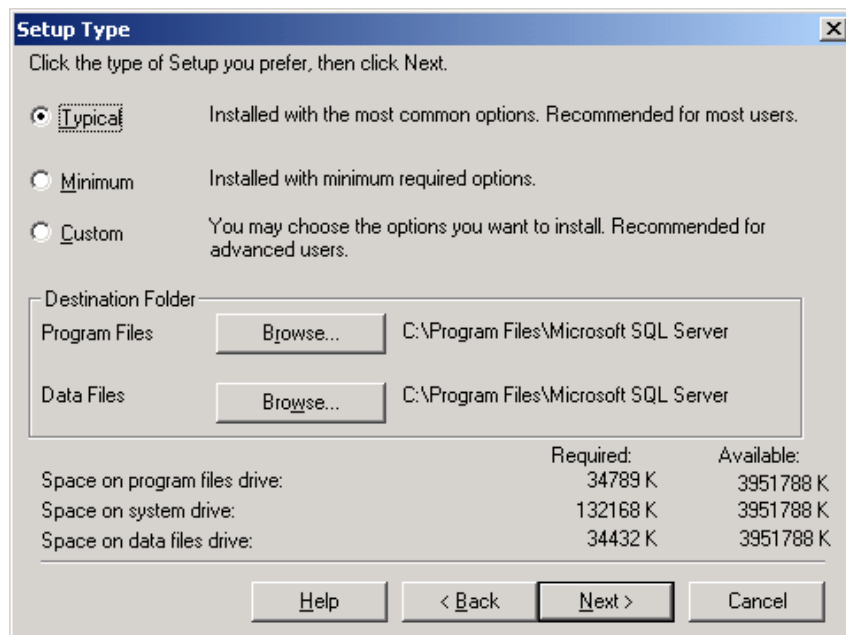 Setup Type
Click the type of Setup you prefer, then click Next.
Typical Installed with the most common options. Recommended for most users.
Minimum Installed with minimum required options.
Custom You may choose the options you want to install. Recommended for
advanced users.
Destination Folder
Program Files Browse... C:\Program Files\Microsoft SQL Server
Data Files Browse... C:\Program Files\Microsoft SQL Server
Required: Available:
Space on program files drive: 34789 K 3951788 K
Space on system drive: 132168 K 3951788 K
Space on data files drive: 34432 K 3951788 K
Help < Back Next > Cancel